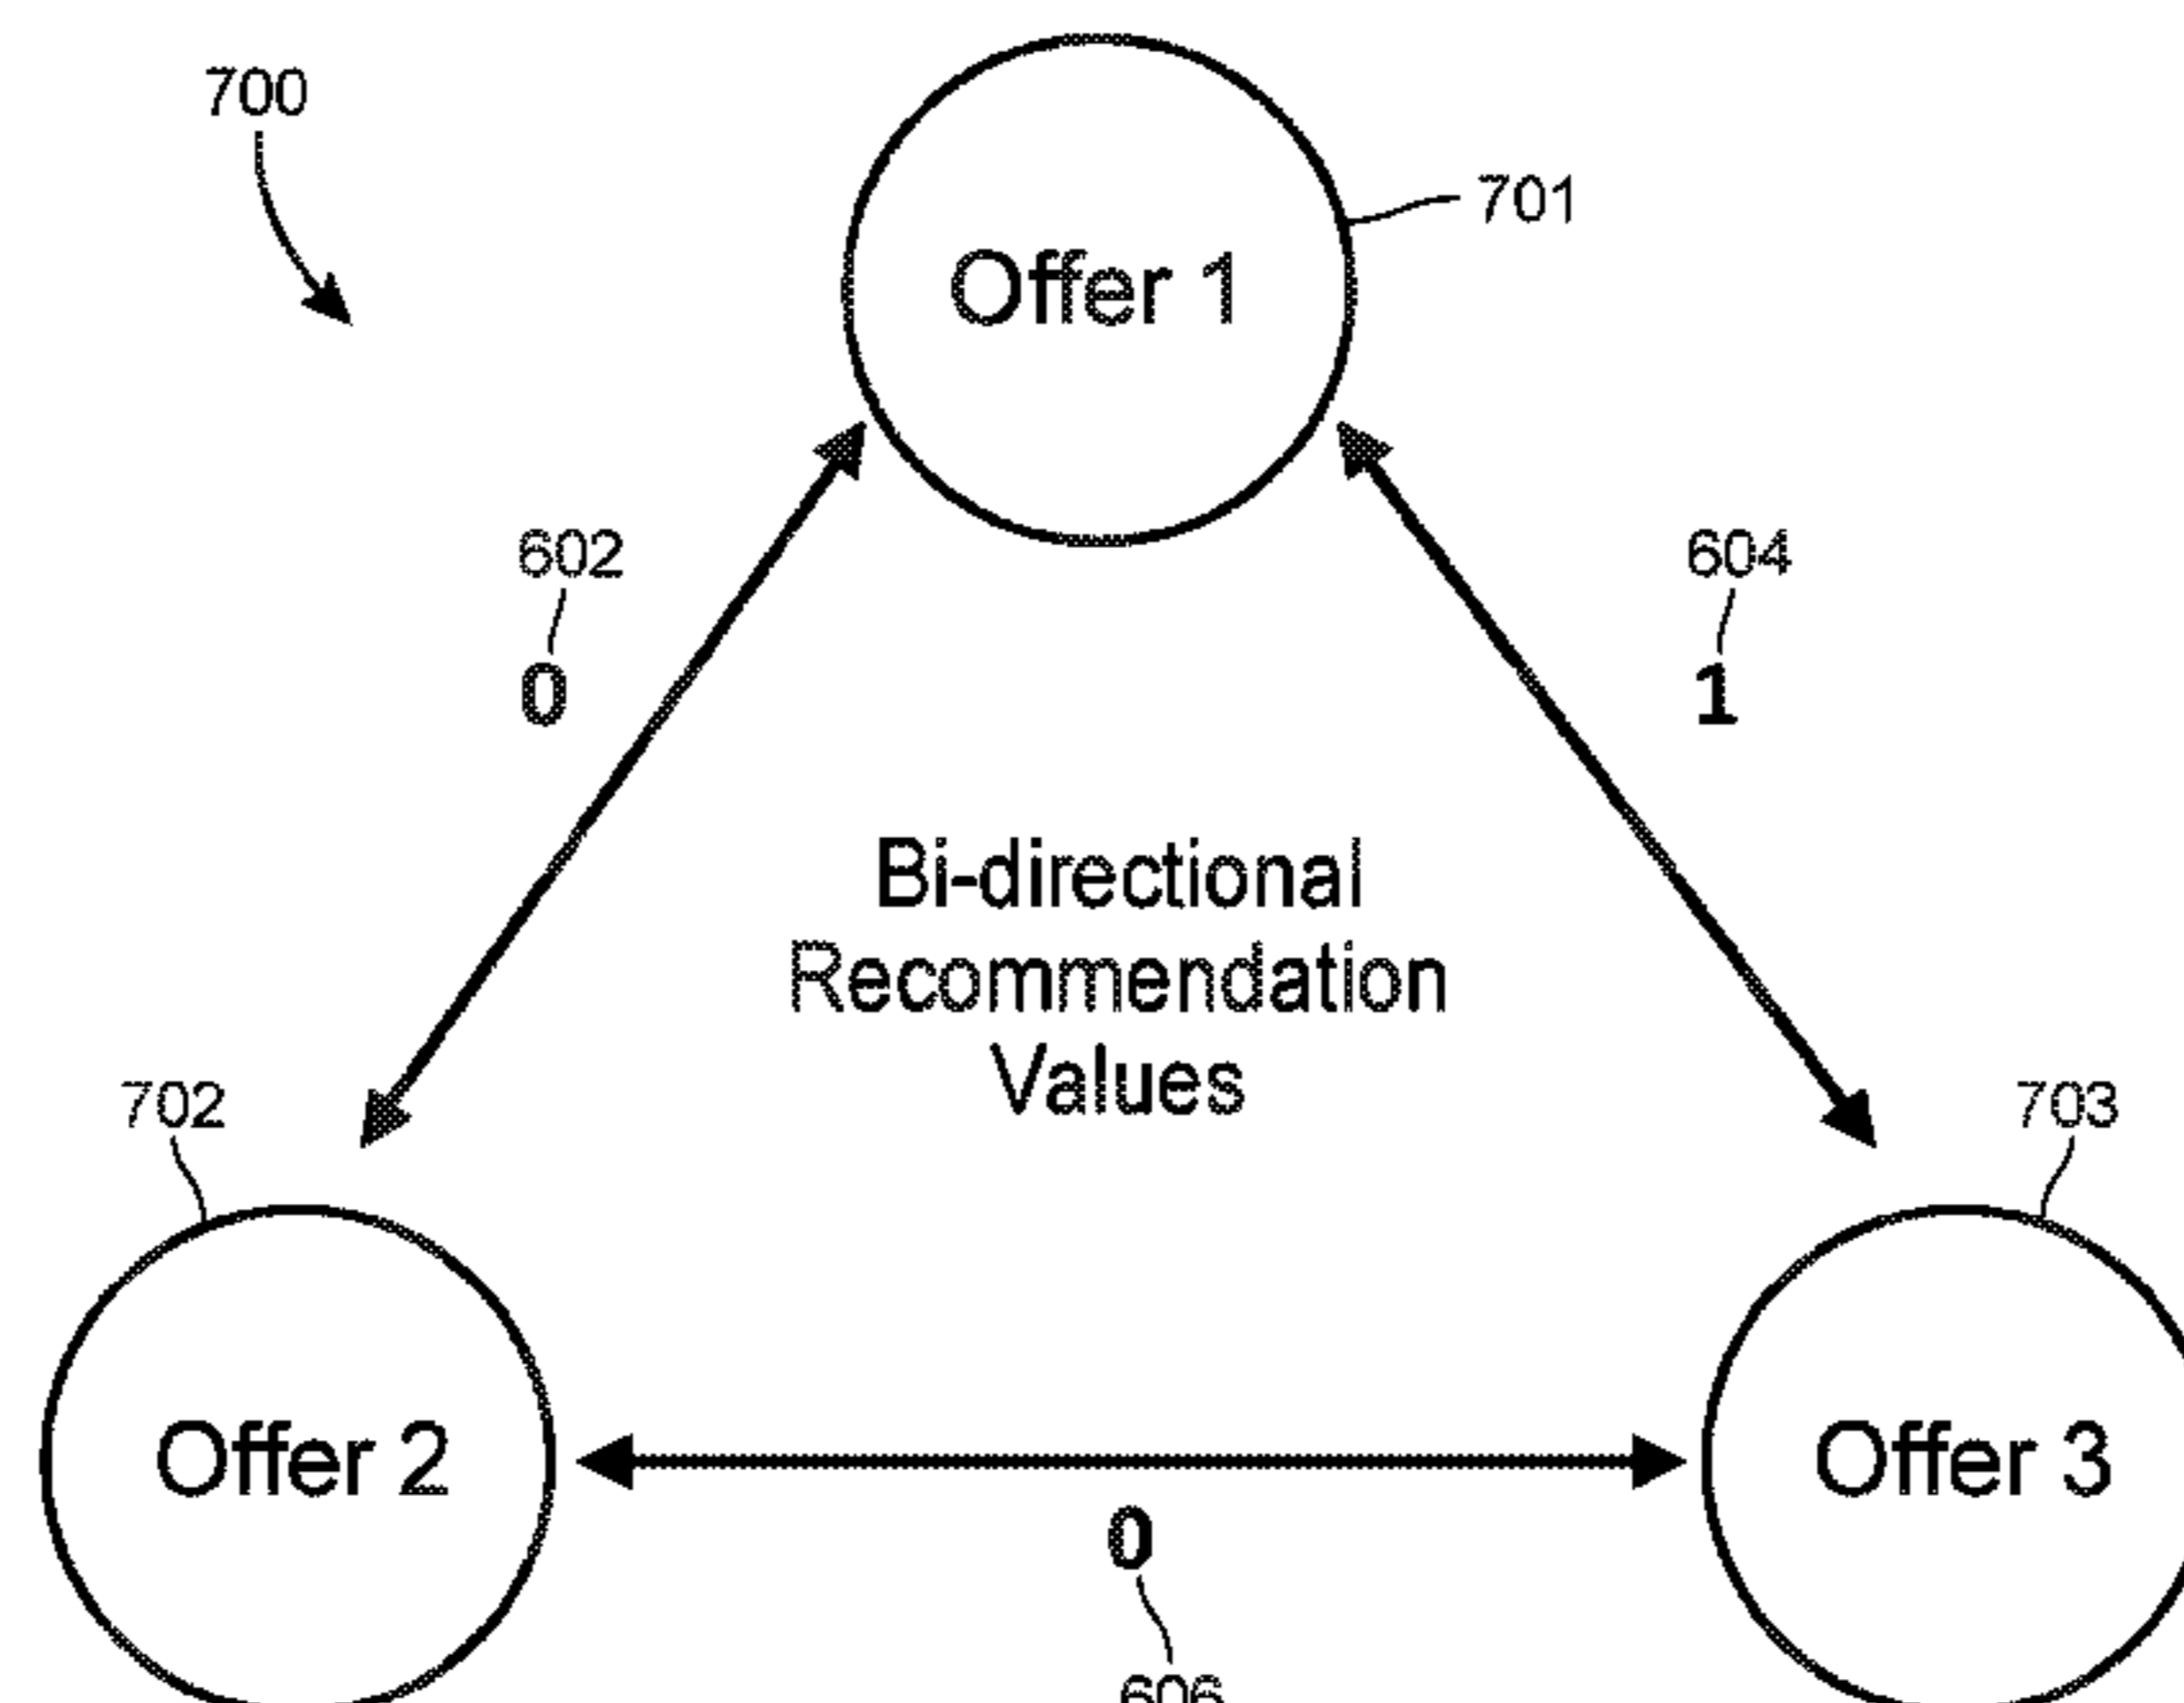 700
701
Offer 1
602
604
0
1
Bi-directional
Recommendation
Values
702
703
Offer 2
Offer 3
0
606